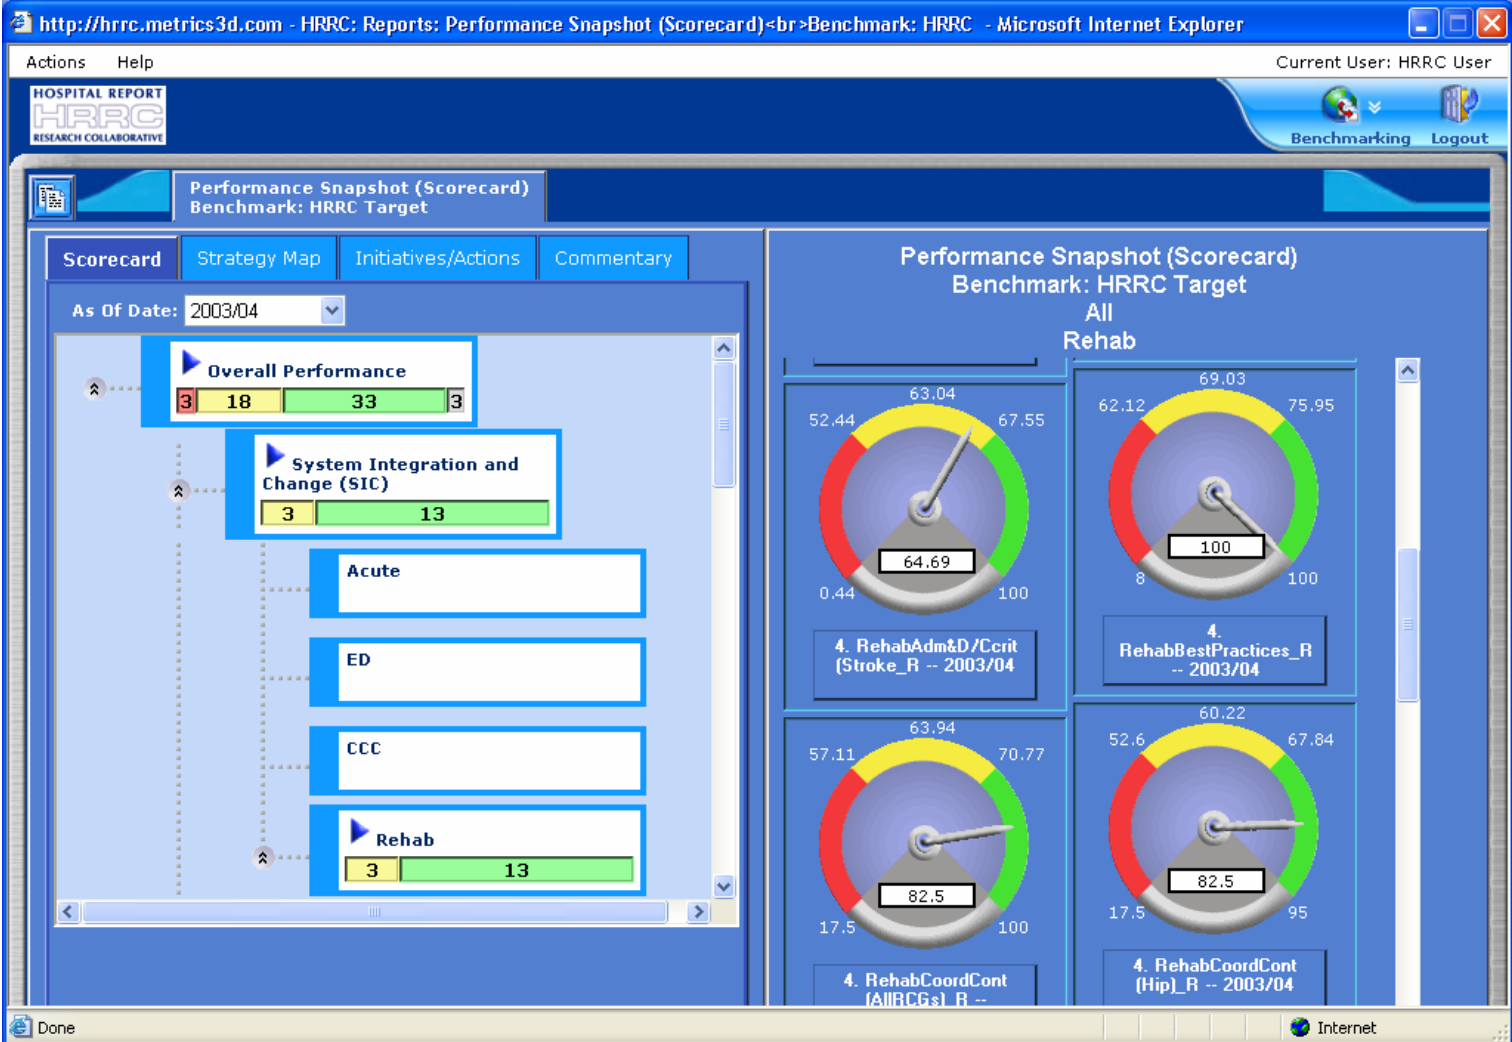 http://hrrc.metrics3d.com - HRRC: Reports: Performance Snapshot (Scorecard)<br>Benchmark: HRRC - Microsoft Internet Explorer
Actions Help
Current User: HRRC User
HOSPITAL REPORT
HRRC
RESEARCH COLLABORATIVE
Benchmarking Logout
Performance Snapshot (Scorecard)
Benchmark: HRRC Target
Scorecard Strategy Map Initiatives/Actions Commentary
As Of Date: 2003/04
Overall Performance
3 18 33 3
System Integration and
Change (SIC)
3 13
Acute
ED
CCC
Rehab
3 13
Performance Snapshot (Scorecard)
Benchmark: HRRC Target
All
Rehab
63.04
52.44 67.55
64.69
0.44 100
4. RehabAdm&D/Ccrit
(Stroke_R -- 2003/04
69.03
62.12 75.95
100
8 100
4.
RehabBestPractices_R
-- 2003/04
63.94
57.11 70.77
82.5
17.5 100
4. RehabCoordCont
(AllRCGs)_R --
60.22
52.6 67.84
82.5
17.5 95
4. RehabCoordCont
(Hip)_R -- 2003/04
Done
Internet